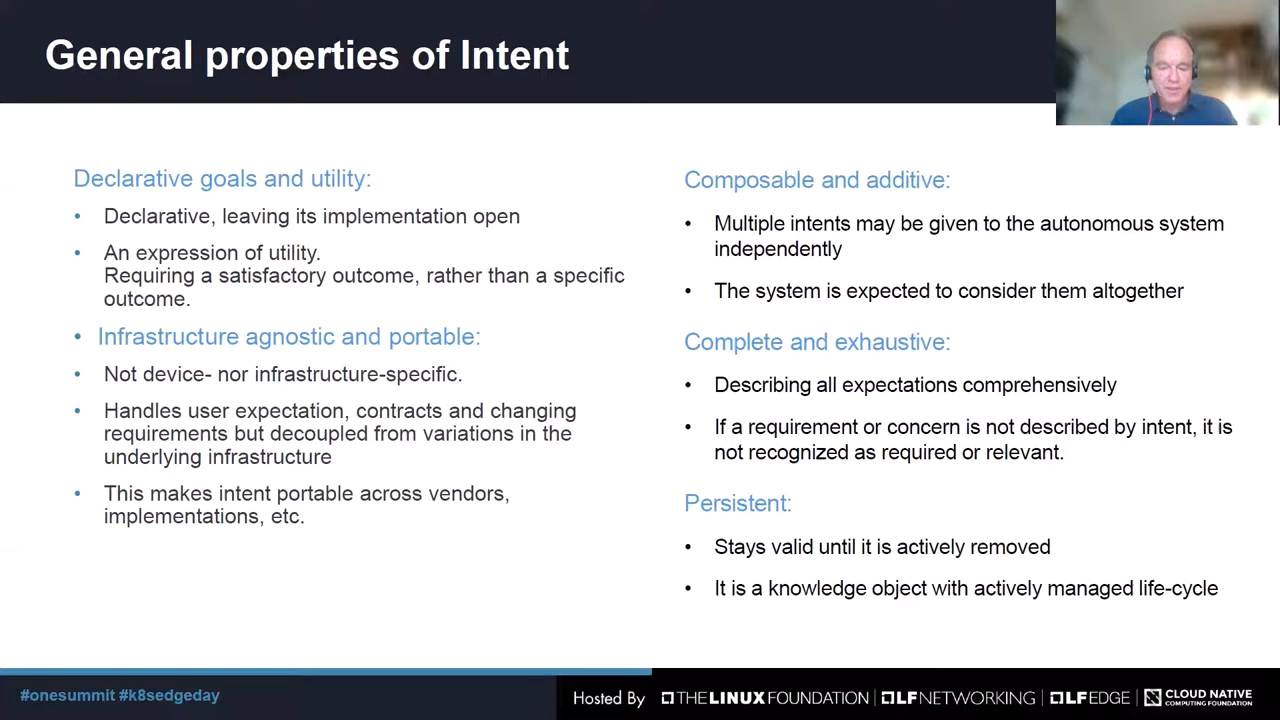 General properties of Intent
Declarative goals and utility:
• Declarative, leaving its implementation open
• An expression of utility.
Requiring a satisfactory outcome, rather than a specific
outcome.
• Infrastructure agnostic and portable:
• Not device- nor infrastructure-specific.
• Handles user expectation, contracts and changing
requirements but decoupled from variations in the
underlying infrastructure
• This makes intent portable across vendors,
implementations, etc.
Composable and additive:
• Multiple intents may be given to the autonomous system
independently
• The system is expected to consider them altogether
Complete and exhaustive:
• Describing all expectations comprehensively
• If a requirement or concern is not described by intent, it is
not recognized as required or relevant.
Persistent:
• Stays valid until it is actively removed
• It is a knowledge object with actively managed life-cycle
#onesummit #k8sedgeday
Hosted By THE LINUX FOUNDATION | LF NETWORKING | LF EDGE | CLOUD NATIVE
COMPUTING FOUNDATION